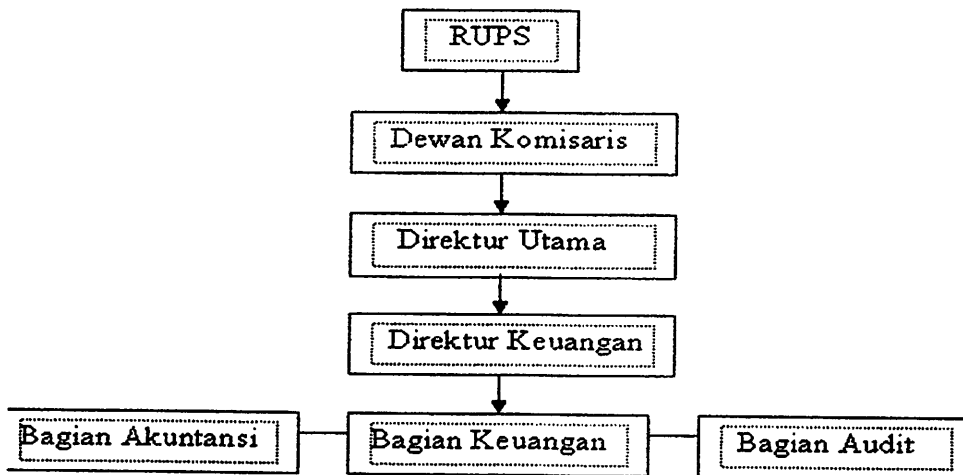 RUPS
Dewan Komisaris
Direktur Utama
Direktur Keuangan
Bagian Akuntansi
Bagian Keuangan
Bagian Audit